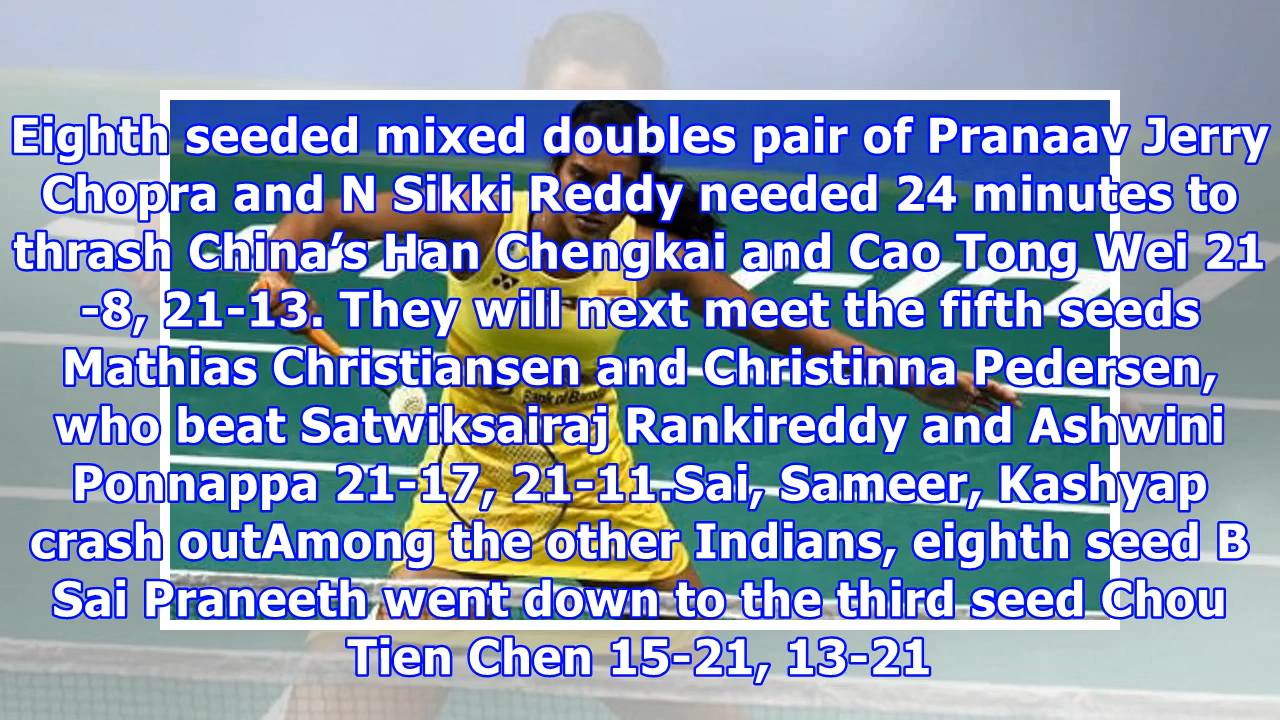 Eighth seeded mixed doubles pair of Pranaav Jerry
Chopra and N Sikki Reddy needed 24 minutes to
thrash China’s Han Chengkai and Cao Tong Wei 21
-8, 21-13. They will next meet the fifth seeds
Mathias Christiansen and Christinna Pedersen,
who beat Satwiksairaj Rankireddy and Ashwini
Ponnappa 21-17, 21-11.Sai, Sameer, Kashyap
crash outAmong the other Indians, eighth seed B
Sai Praneeth went down to the third seed Chou
Tien Chen 15-21, 13-21
Bank of Baroda